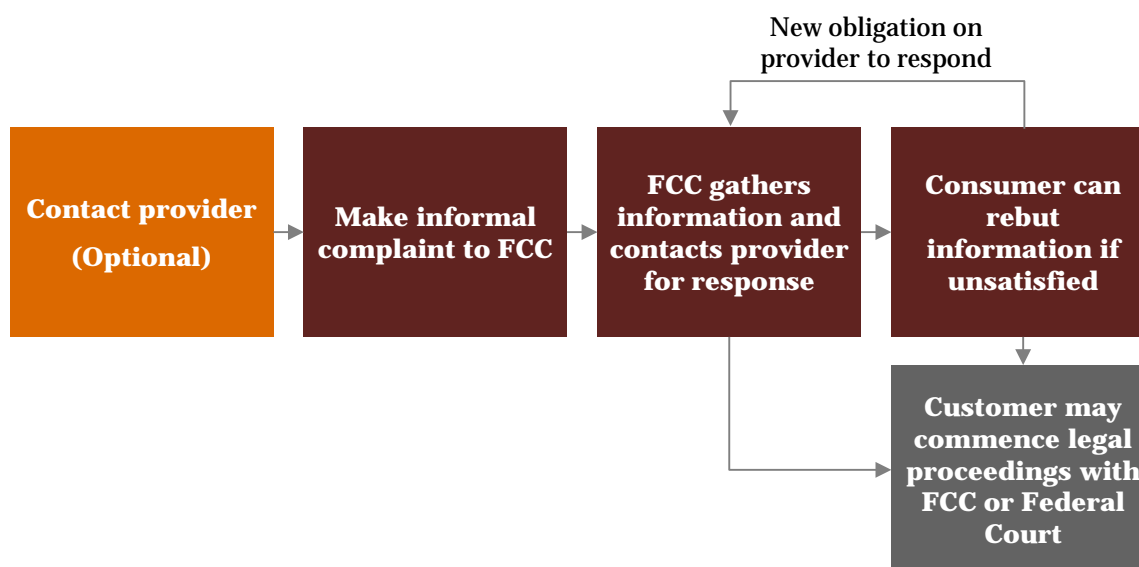 New obligation on
provider to respond
Contact provider
(Optional)
Make informal
complaint to FCC
FCC gathers
information and
contacts provider
for response
Consumer can
rebut
information if
unsatisfied
Customer may
commence legal
proceedings with
FCC or Federal
Court